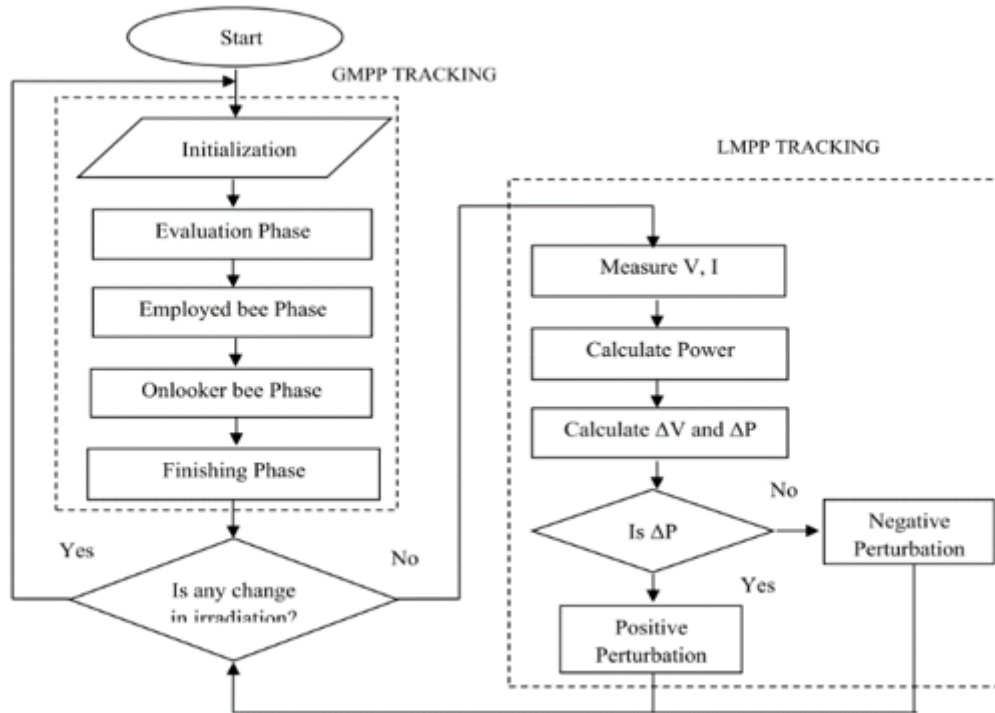 Start
GMPP TRACKING
Initialization
Evaluation Phase
Employed bee Phase
Onlooker bee Phase
Finishing Phase
Yes
No
Is any change
in irradiation?
LMPP TRACKING
Measure V, I
Calculate Power
Calculate ΔV and ΔP
Is ΔP
No
Negative
Perturbation
Yes
Positive
Perturbation